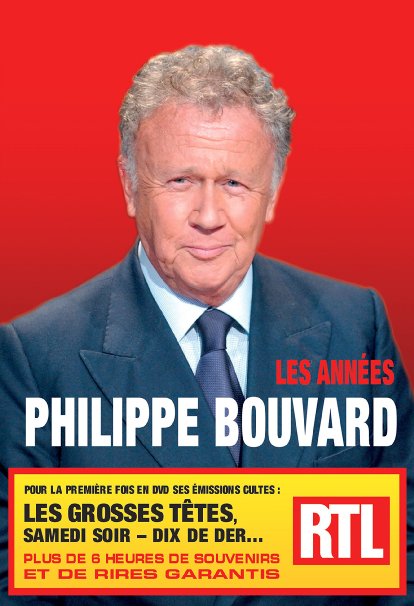 LES ANNÉES
PHILIPPE BOUVARD
POUR LA PREMIÈRE FOIS EN DVD SES ÉMISSIONS CULTES :
LES GROSSES TÊTES,
SAMEDI SOIR – DIX DE DER...
PLUS DE 6 HEURES DE SOUVENIRS
ET DE RIRES GARANTIS
RTL